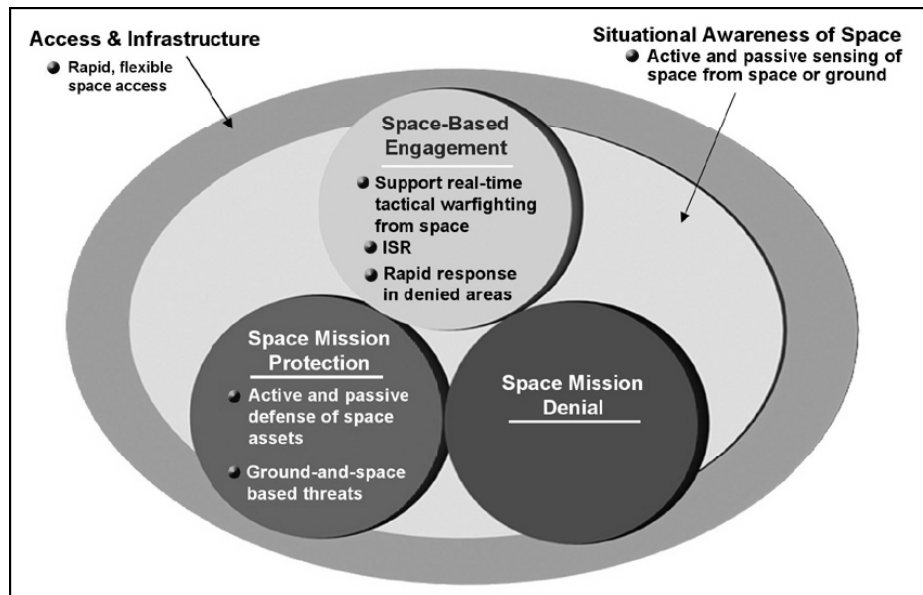 Access & Infrastructure
Rapid, flexible
space access
Situational Awareness of Space
Active and passive sensing of
space from space or ground
Space-Based
Engagement
Support real-time
tactical warfighting
from space
ISR
Rapid response
in denied areas
Space Mission
Protection
Active and passive
defense of space
assets
Ground-and-space
based threats
Space Mission
Denial